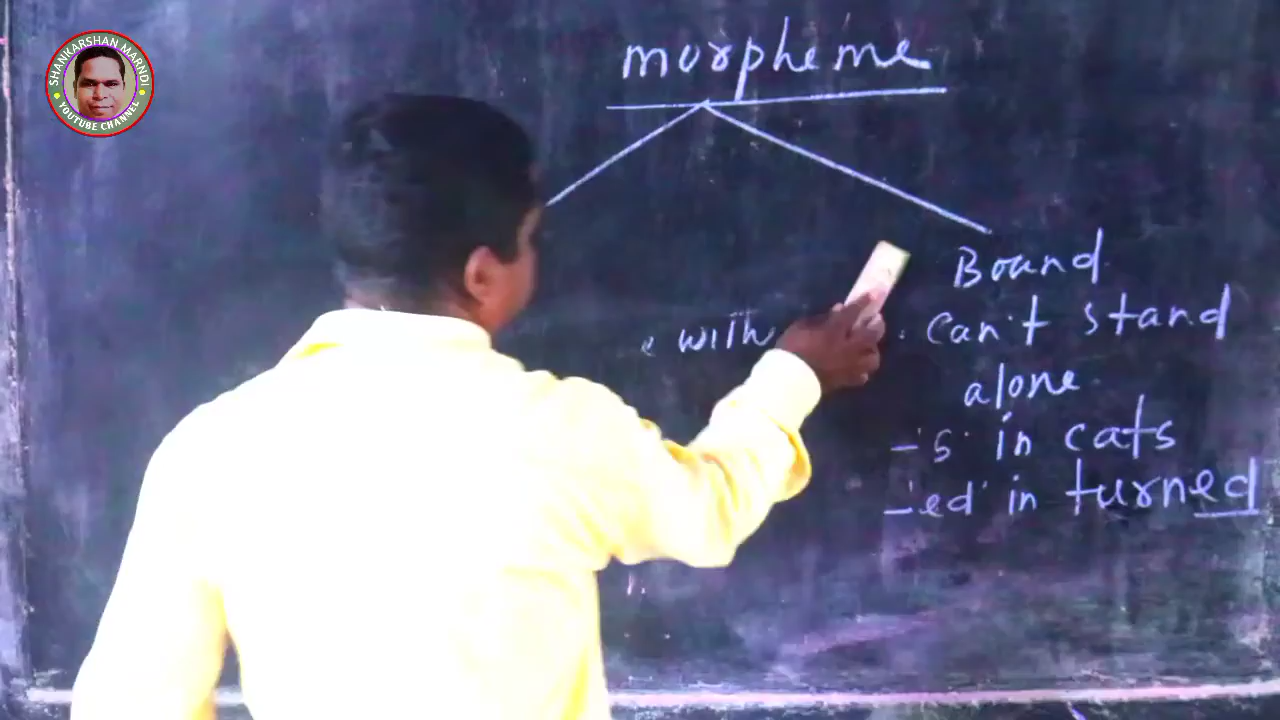 SHANKARSHAN MARNDI
YOUTUBE CHANNEL
morpheme
with
Bound
. Can't stand
alone
-'s' in cats
-'ed' in turned